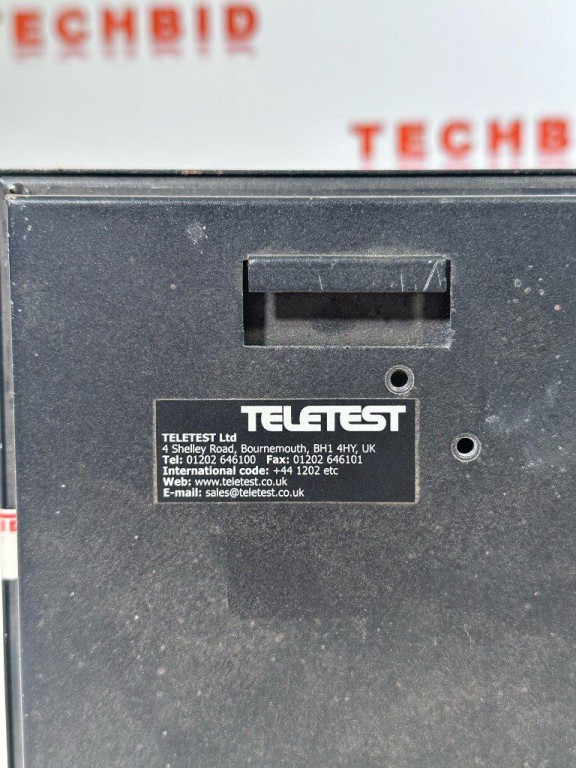 TECHBID
TECHBID
TELETEST
TELETEST Ltd
4 Shelley Road, Bournemouth, BH1 4HY, UK
Tel: 01202 646100 Fax: 01202 646101
International code: +44 1202 etc
Web: www.teletest.co.uk
E-mail: sales@teletest.co.uk
BID